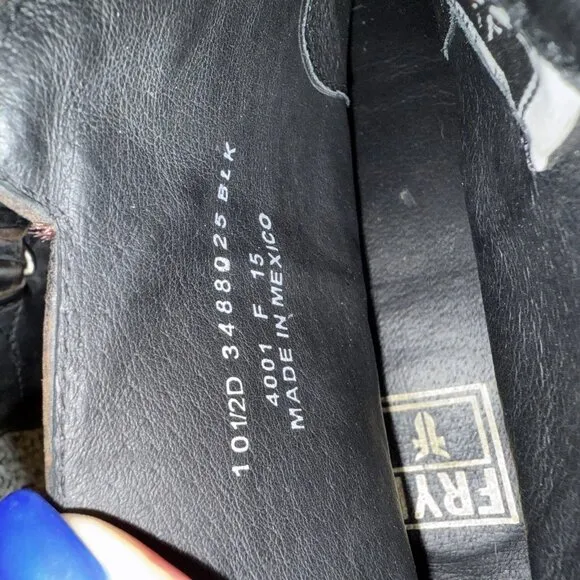 10 1/2D 3488025 BLK
4001 F 15
MADE IN MEXICO
FRY